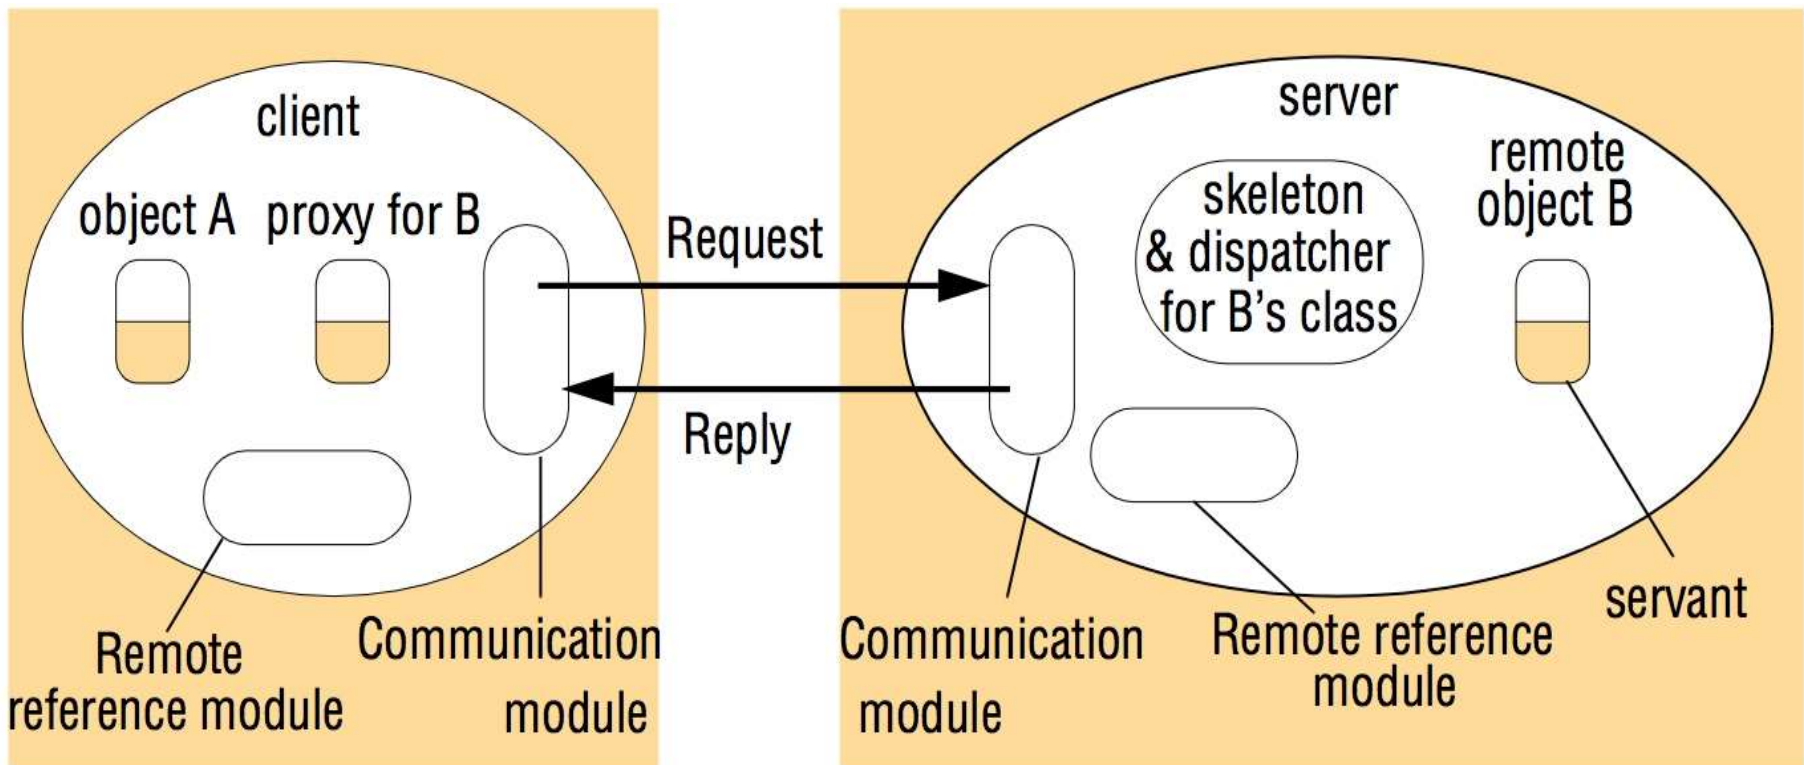 client
object A
proxy for B
Remote
reference module
Communication
module
Request
Reply
server
skeleton
& dispatcher
for B’s class
remote
object B
servant
Communication
module
Remote reference
module